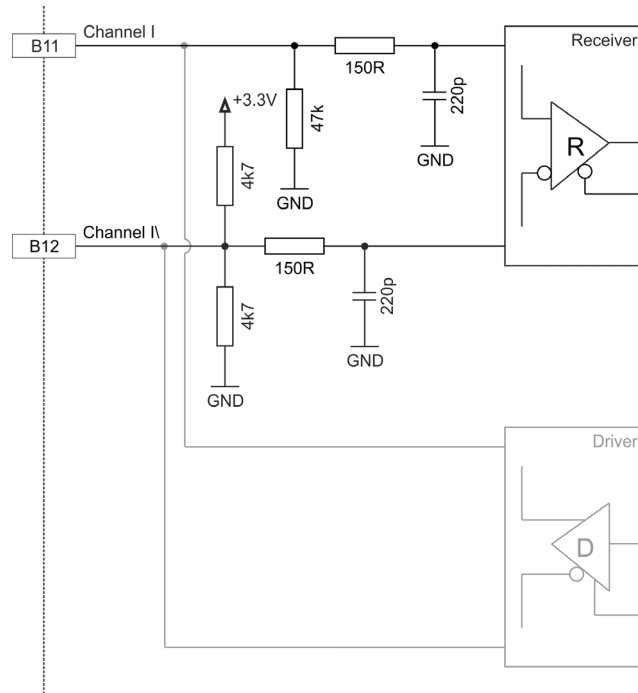 B11
Channel I
Receiver
150R
+3.3V
47k
220p
GND
R
4k7
GND
B12
Channel I\
150R
4k7
220p
GND
GND
Driver
D